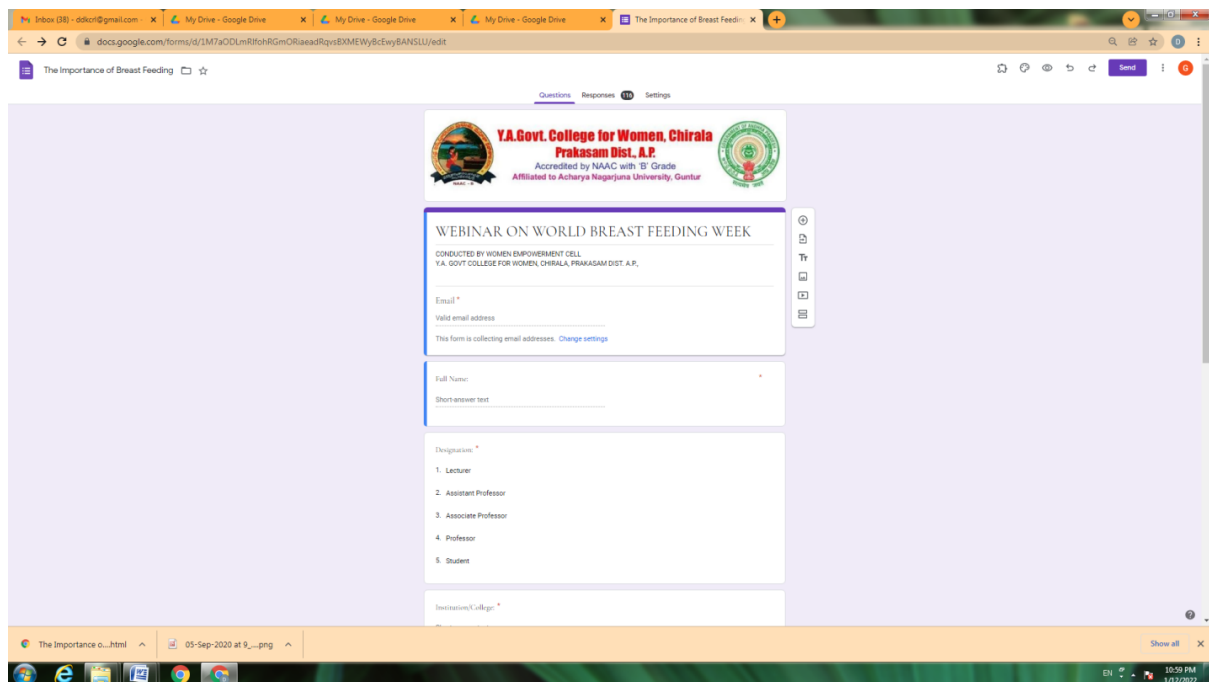 Inbox (38) - ddkcrl@gmail.com -
My Drive - Google Drive
My Drive - Google Drive
My Drive - Google Drive
The Importance of Breast Feedin
docs.google.com/forms/d/1M7aODLmRIfohRGmORiaeadRqvsBXMEWyBcEwyBANSLU/edit
D
The Importance of Breast Feeding
Send
G
Questions Responses 116 Settings
Y.A.Govt. College for Women, Chirala
Prakasam Dist., A.P.
Accredited by NAAC with 'B' Grade
Affiliated to Acharya Nagarjuna University, Guntur
NAAC - B
WEBINAR ON WORLD BREAST FEEDING WEEK
CONDUCTED BY WOMEN EMPOWERMENT CELL
Y.A. GOVT COLLEGE FOR WOMEN, CHIRALA, PRAKASAM DIST. A.P.,
Email *
Valid email address
This form is collecting email addresses. Change settings
Tт
Full Name: *
Short-answer text
Designation: *
1. Lecturer
2. Assistant Professor
3. Associate Professor
4. Professor
5. Student
Institution/College: *
The Importance o....html
05-Sep-2020 at 9_....png
Show all
EN
10:59 PM
1/12/2022